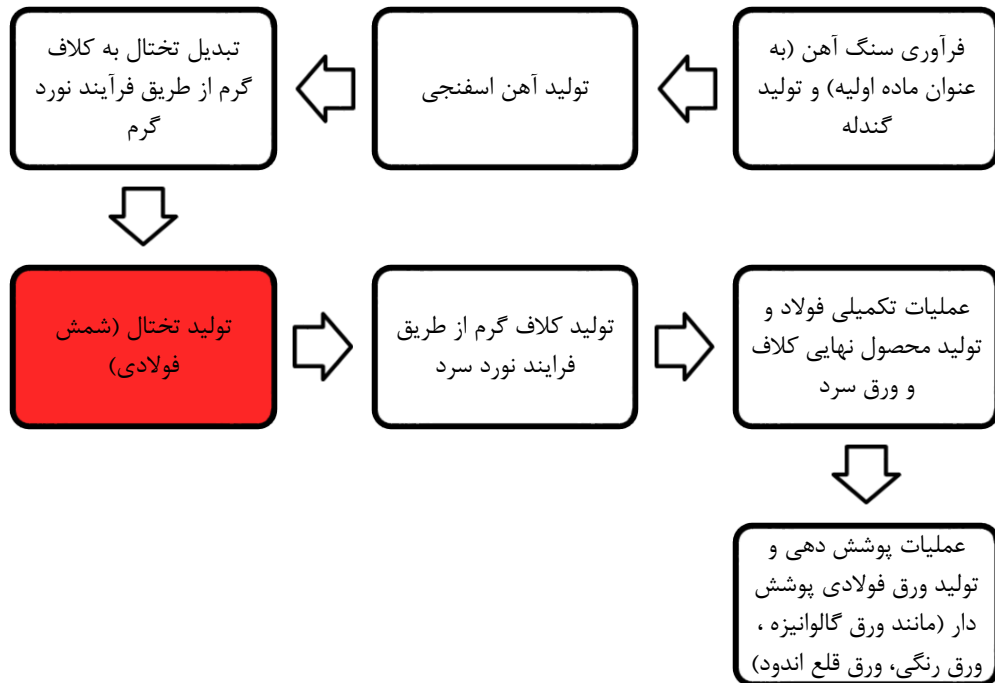 فرآوری سنگ آهن (به
عنوان ماده اولیه) و تولید
گندله
تولید آهن اسفنجی
تبدیل تختال به کلاف
گرم از طریق فرآیند نورد
گرم
تولید تختال (شمش
فولادی)
تولید کلاف گرم از طریق
فرایند نورد سرد
عملیات تکمیلی فولاد و
تولید محصول نهایی کلاف
و ورق سرد
عملیات پوشش دهی و
تولید ورق فولادی پوشش
دار (مانند ورق گالوانیزه ،
ورق رنگی، ورق قلع اندود)